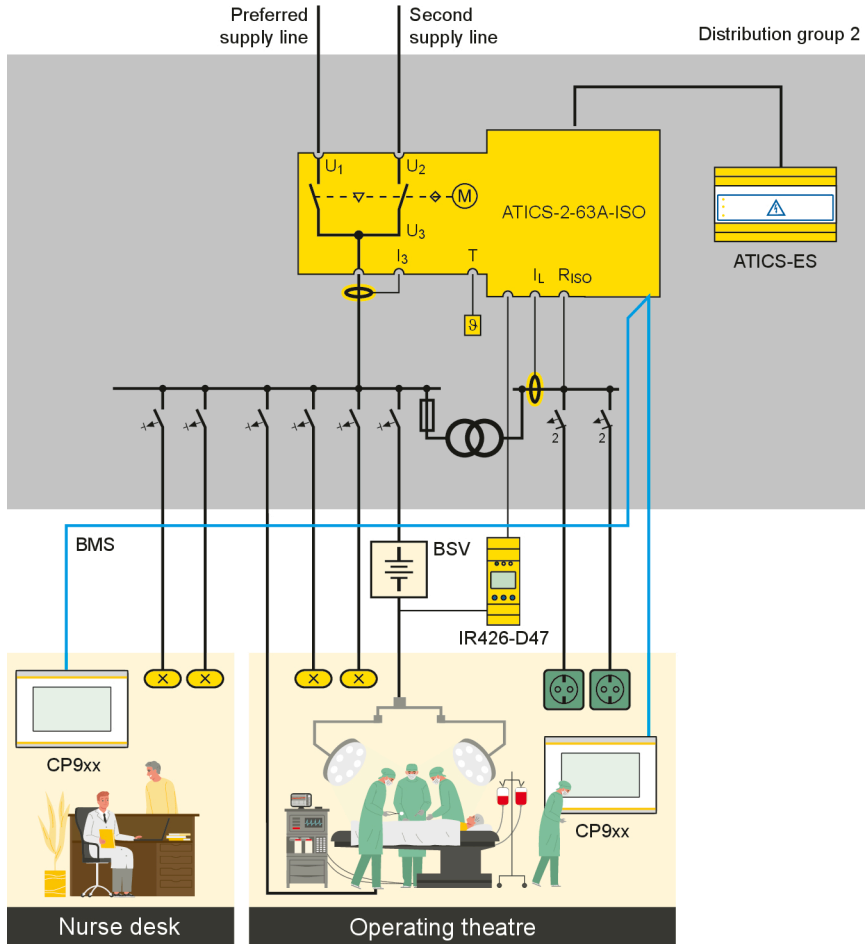 Preferred
supply line
Second
supply line
Distribution group 2
U1
U2
M
ATICS-2-63A-ISO
U3
I3
T
IL
RISO
ATICS-ES
ϑ
2
2
BMS
BSV
IR426-D47
CP9xx
CP9xx
Nurse desk
Operating theatre